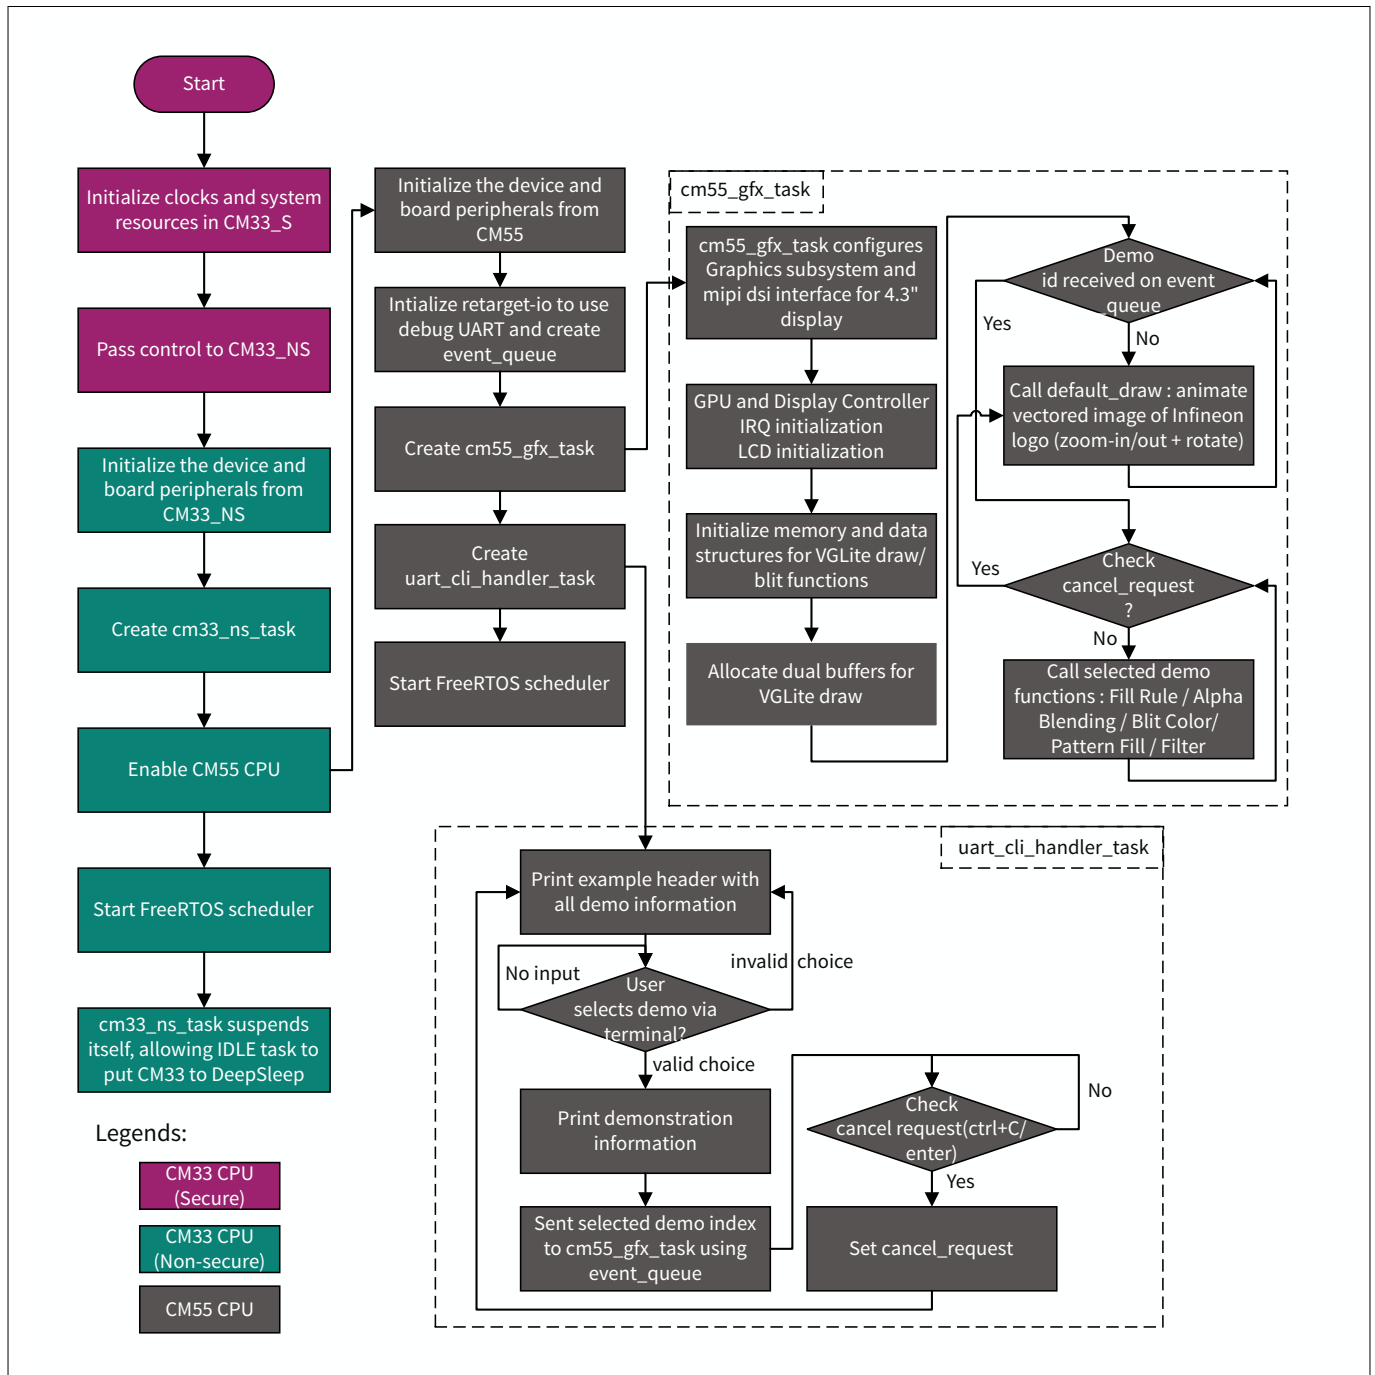 Start
Initialize clocks and system
resources in CM33_S
Pass control to CM33_NS
Initialize the device and
board peripherals from
CM33_NS
Create cm33_ns_task
Enable CM55 CPU
Start FreeRTOS scheduler
cm33_ns_task suspends
itself, allowing IDLE task to
put CM33 to DeepSleep
Legends:
CM33 CPU
(Secure)
CM33 CPU
(Non-secure)
CM55 CPU
Initialize the device and
board peripherals from
CM55
Intialize retarget-io to use
debug UART and create
event_queue
Create cm55_gfx_task
Create
uart_cli_handler_task
Start FreeRTOS scheduler
cm55_gfx_task
cm55_gfx_task configures
Graphics subsystem and
mipi dsi interface for 4.3"
display
GPU and Display Controller
IRQ initialization
LCD initialization
Initialize memory and data
structures for VGLite draw/
blit functions
Allocate dual buffers for
VGLite draw
Demo
id received on event
_queue
Yes
No
Call default_draw : animate
vectored image of Infineon
logo (zoom-in/out + rotate)
Check
cancel_request
?
Yes
No
Call selected demo
functions : Fill Rule / Alpha
Blending / Blit Color/
Pattern Fill / Filter
uart_cli_handler_task
Print example header with
all demo information
No input
invalid choice
User
selects demo via
terminal?
valid choice
Print demonstration
information
Sent selected demo index
to cm55_gfx_task using
event_queue
Check
cancel request(ctrl+C/
enter)
No
Yes
Set cancel_request